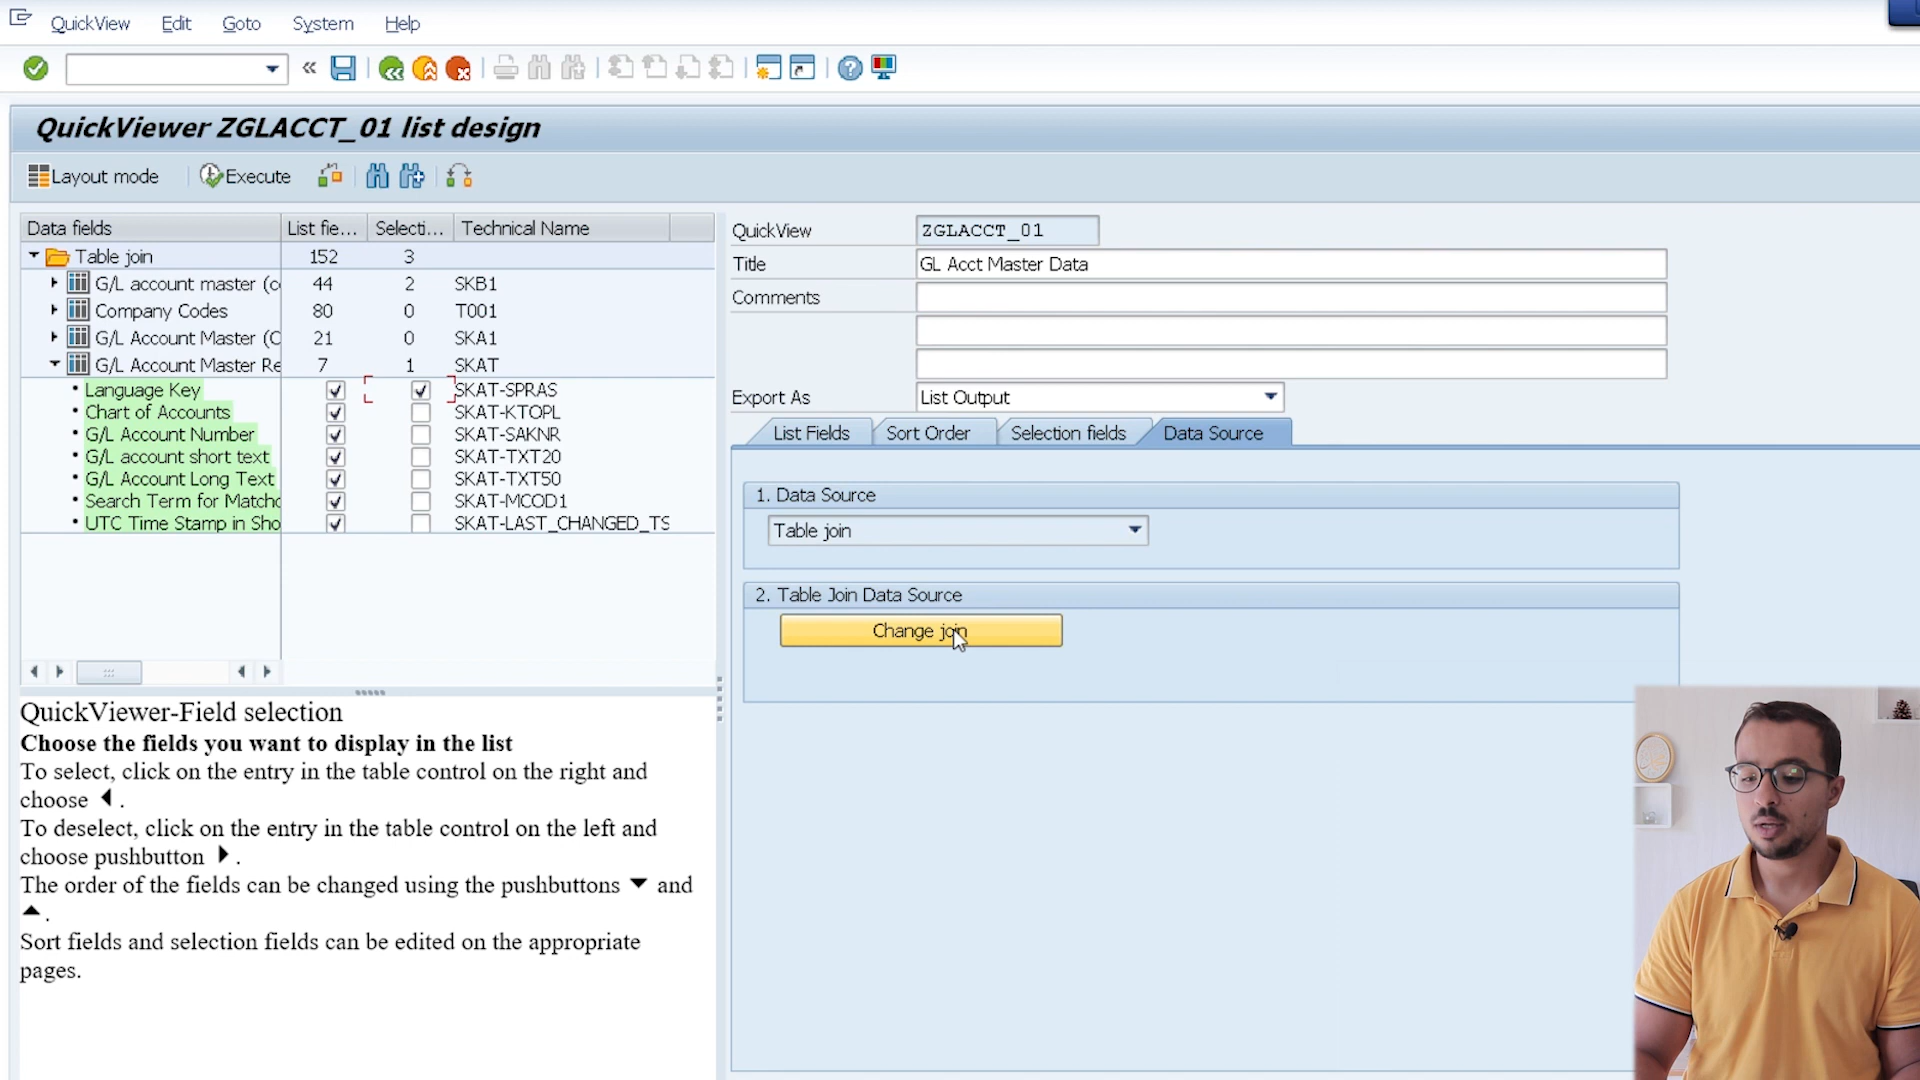 QuickView Edit Goto System Help
QuickViewer ZGLACCT_01 list design
Layout mode Execute
Data fields List fie... Selecti... Technical Name
Table join 152 3
G/L account master (c 44 2 SKB1
Company Codes 80 0 T001
G/L Account Master (C 21 0 SKA1
G/L Account Master Re 7 1 SKAT
Language Key SKAT-SPRAS
Chart of Accounts SKAT-KTOPL
G/L Account Number SKAT-SAKNR
G/L account short text SKAT-TXT20
G/L Account Long Text SKAT-TXT50
Search Term for Matchc SKAT-MCOD1
UTC Time Stamp in Sho SKAT-LAST_CHANGED_TS
QuickViewer-Field selection
Choose the fields you want to display in the list
To select, click on the entry in the table control on the right and
choose ◀ .
To deselect, click on the entry in the table control on the left and
choose pushbutton ▶ .
The order of the fields can be changed using the pushbuttons ▼ and
▲ .
Sort fields and selection fields can be edited on the appropriate
pages.
QuickView ZGLACCT_01
Title GL Acct Master Data
Comments
Export As List Output
List Fields Sort Order Selection fields Data Source
1. Data Source
Table join
2. Table Join Data Source
Change join